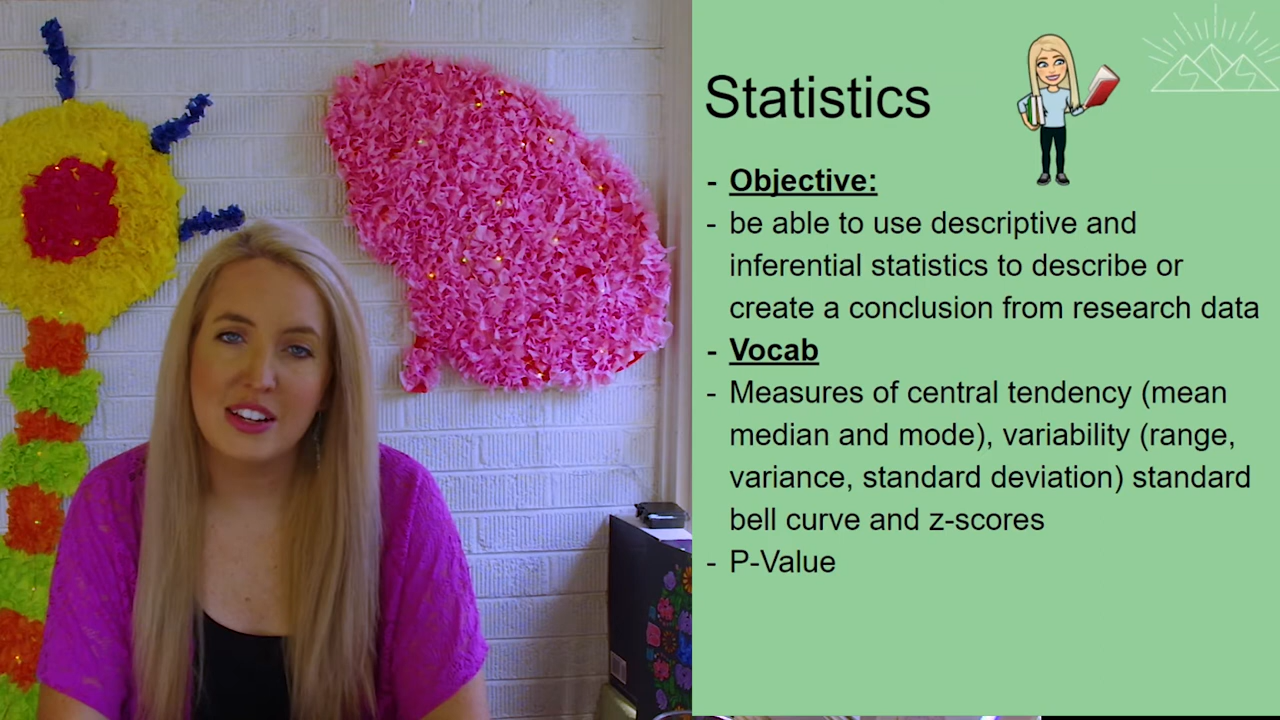 Statistics
- Objective:
- be able to use descriptive and
inferential statistics to describe or
create a conclusion from research data
- Vocab
- Measures of central tendency (mean
median and mode), variability (range,
variance, standard deviation) standard
bell curve and z-scores
- P-Value